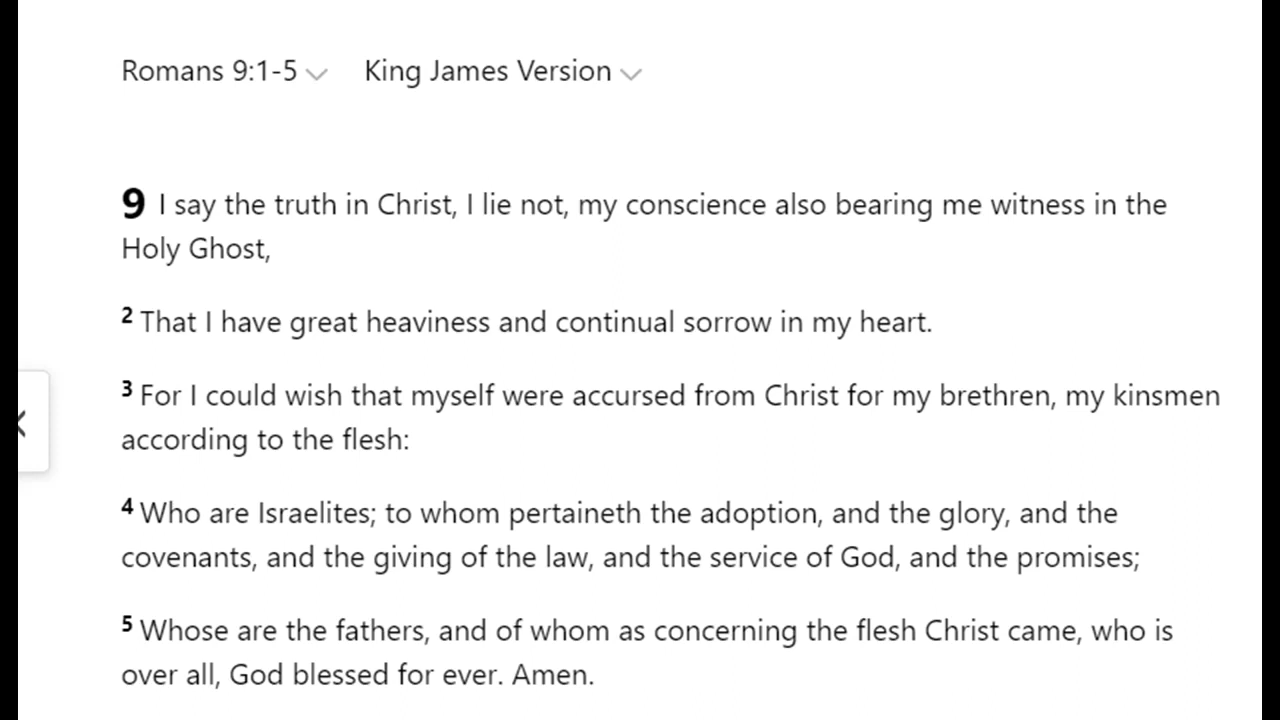 Romans 9:1-5 King James Version
9 I say the truth in Christ, I lie not, my conscience also bearing me witness in the
Holy Ghost,
2 That I have great heaviness and continual sorrow in my heart.
3 For I could wish that myself were accursed from Christ for my brethren, my kinsmen
according to the flesh:
4 Who are Israelites; to whom pertaineth the adoption, and the glory, and the
covenants, and the giving of the law, and the service of God, and the promises;
5 Whose are the fathers, and of whom as concerning the flesh Christ came, who is
over all, God blessed for ever. Amen.